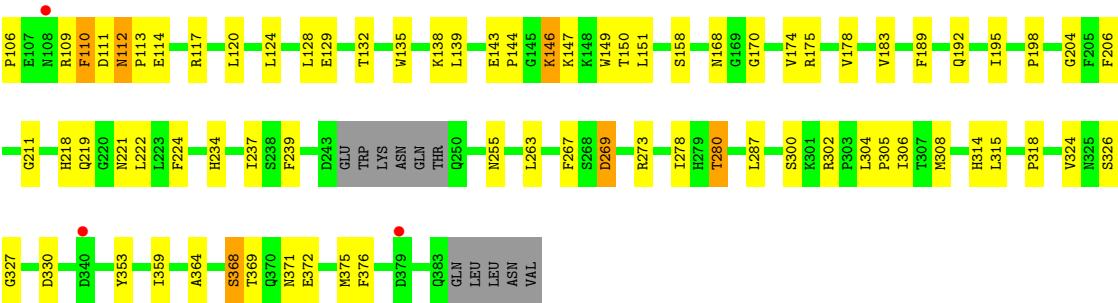 P106 E107 N108 R109 F110 D111 N112 P113 E114 R117 L120 L124 L128 E129 T132 W135 K138 L139 E143 P144 G145 K146 K147 K148 W149 T150 L151 S158 N168 G169 G170 V174 R175 V178 V183 F189 Q192 I195 P198 G204 F205 F206
G211 H218 Q219 G220 N221 L222 L223 F224 H234 I237 S238 F239 D243 GLU TRP LYS ASN GLN THR Q250 N255 L263 F267 S268 D269 R273 I278 H279 T280 L287 S300 K301 R302 P303 L304 P305 I306 T307 M308 H314 L315 P318 V324 N325 S326
G327 D330 D340 Y353 I359 A364 S368 T369 Q370 N371 E372 M375 F376 D379 Q383 GLN LEU LEU ASN VAL